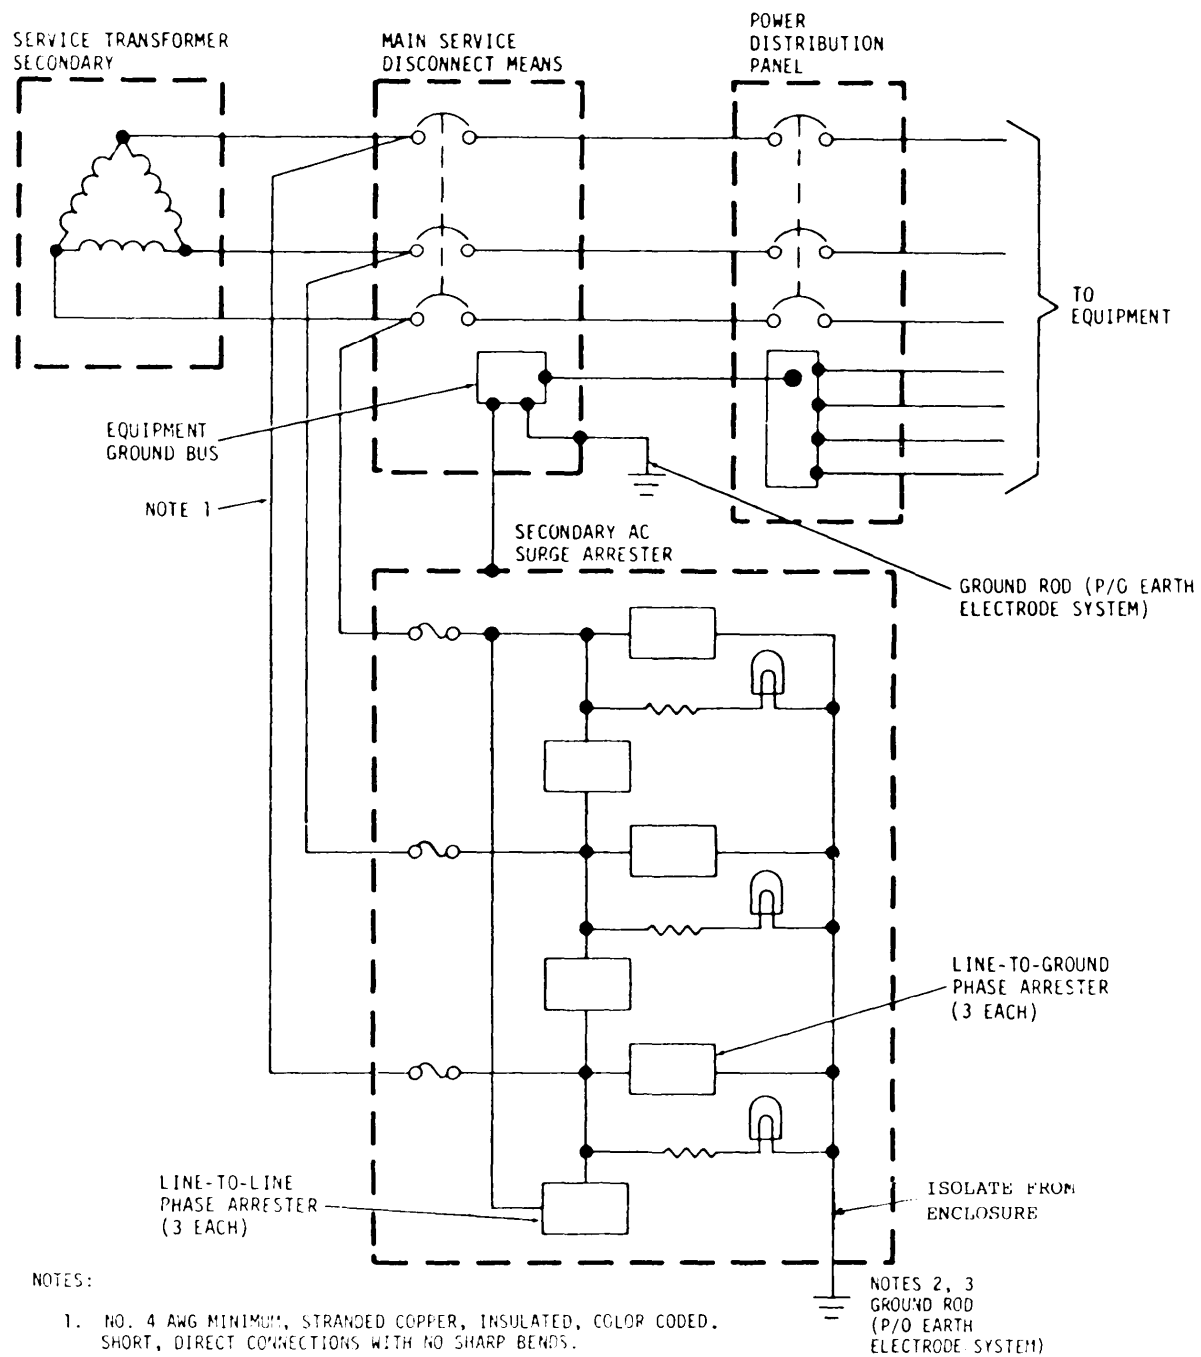 SERVICE TRANSFORMER
SECONDARY
MAIN SERVICE
DISCONNECT MEANS
POWER
DISTRIBUTION
PANEL
TO
EQUIPMENT
EQUIPMENT
GROUND BUS
NOTE 1
SECONDARY AC
SURGE ARRESTER
GROUND ROD (P/O EARTH
ELECTRODE SYSTEM)
LINE-TO-GROUND
PHASE ARRESTER
(3 EACH)
LINE-TO-LINE
PHASE ARRESTER
(3 EACH)
ISOLATE FROM
ENCLOSURE
NOTES:
1. NO. 4 AWG MINIMUM, STRANDED COPPER, INSULATED, COLOR CODED.
SHORT, DIRECT CONNECTIONS WITH NO SHARP BENDS.
NOTES 2, 3
GROUND ROD
(P/O EARTH
ELECTRODE SYSTEM)